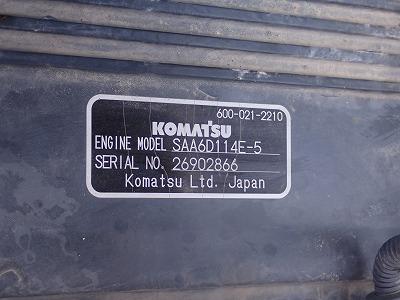 600-021-2210
KOMATSU
ENGINE MODEL SAA6D114E-5
SERIAL NO. 26902866
Komatsu Ltd. Japan